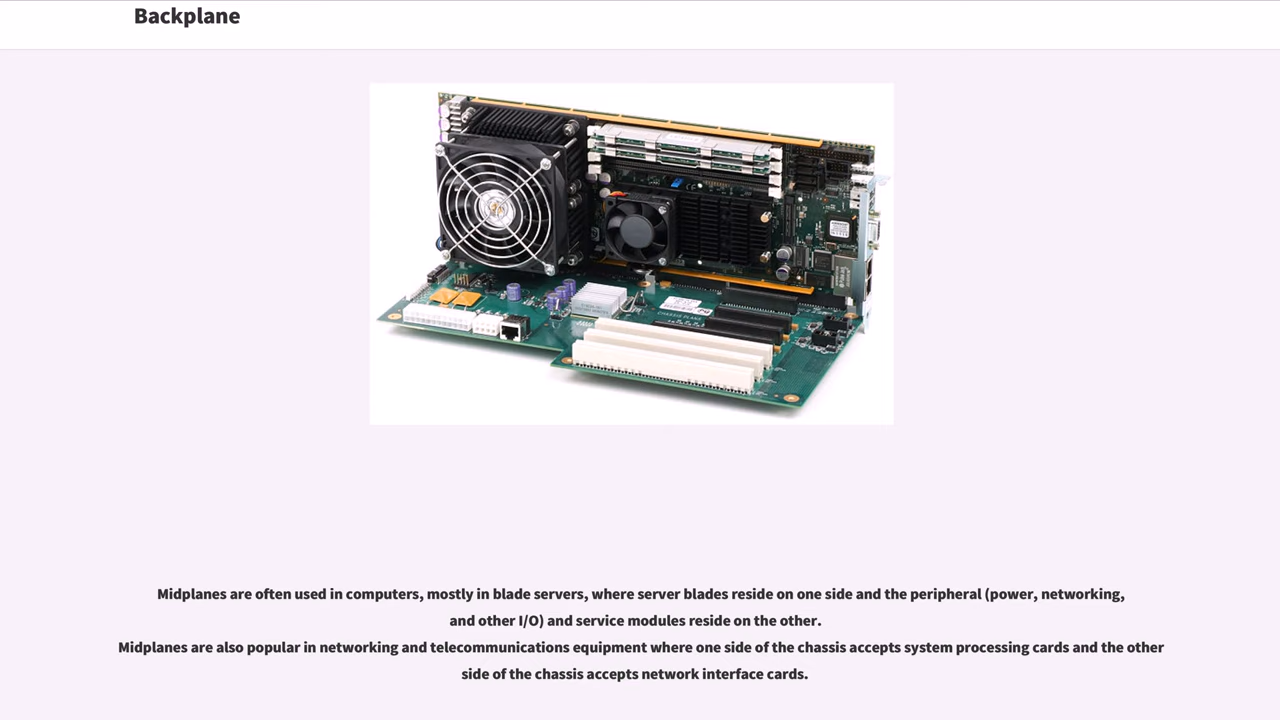 Backplane
CHASSIS PLANS
Midplanes are often used in computers, mostly in blade servers, where server blades reside on one side and the peripheral (power, networking,
and other I/O) and service modules reside on the other.
Midplanes are also popular in networking and telecommunications equipment where one side of the chassis accepts system processing cards and the other
side of the chassis accepts network interface cards.